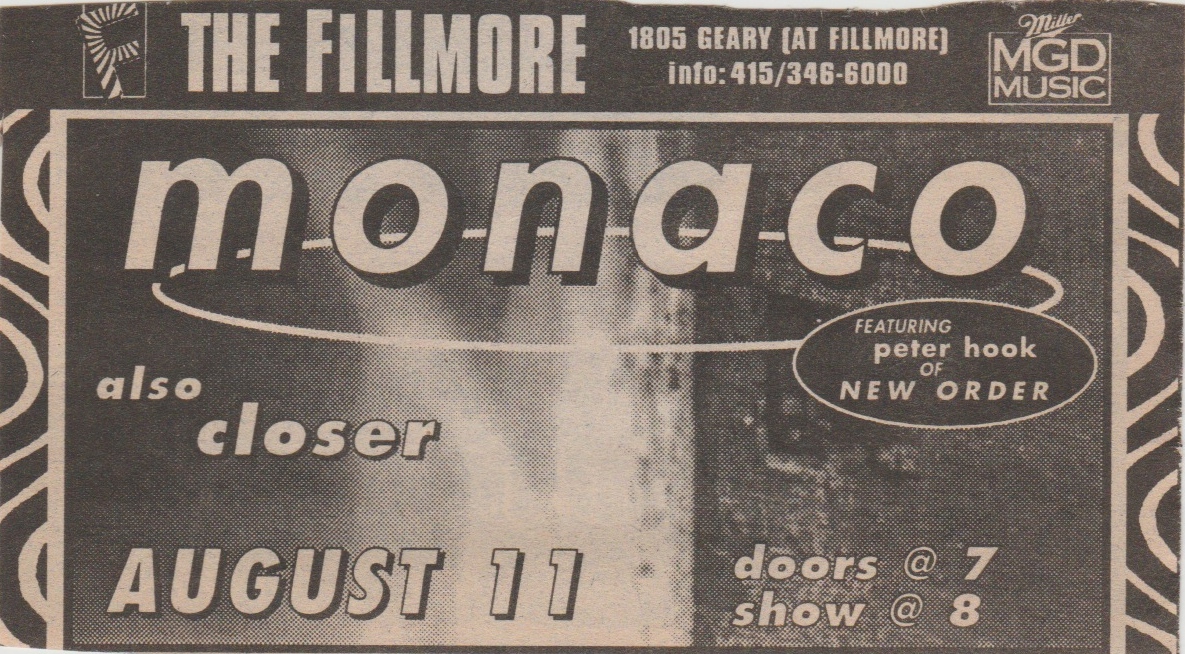 THE FILLMORE
1805 GEARY (AT FILLMORE)
info: 415/346-6000
Miller
MGD
MUSIC
monaco
FEATURING
peter hook
OF
NEW ORDER
also
closer
AUGUST 11
doors @ 7
show @ 8